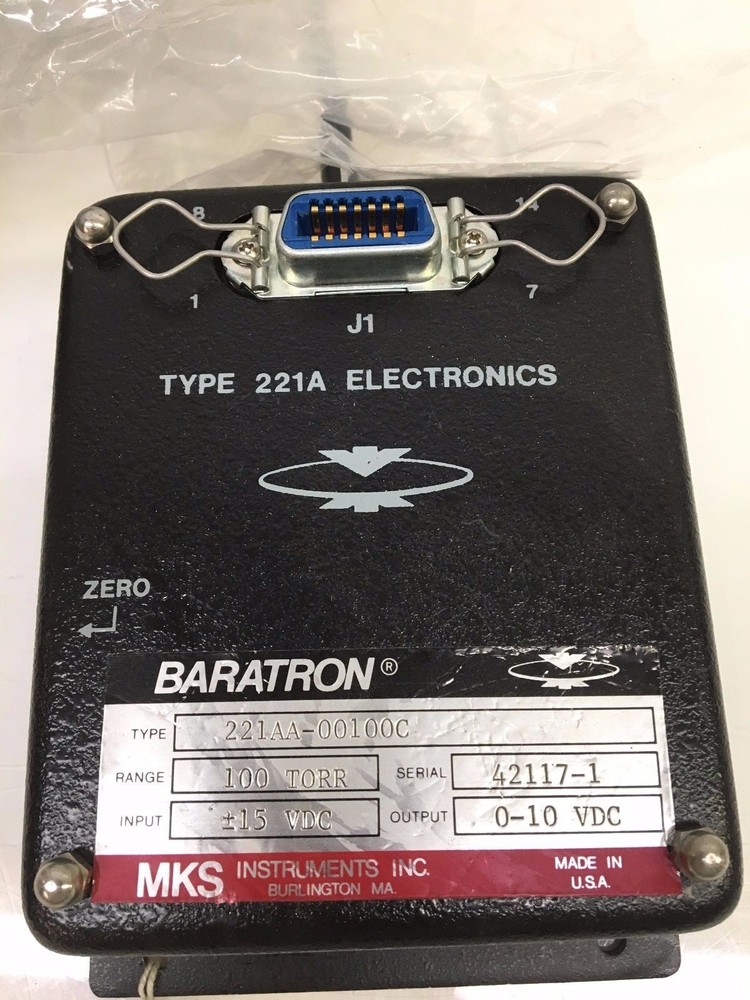 8 14
1 7
J1
TYPE 221A ELECTRONICS
ZERO
BARATRON®
TYPE 221AA-00100C
RANGE 100 TORR SERIAL 42117-1
INPUT ±15 VDC OUTPUT 0-10 VDC
MKS INSTRUMENTS INC. MADE IN
BURLINGTON MA. U.S.A.